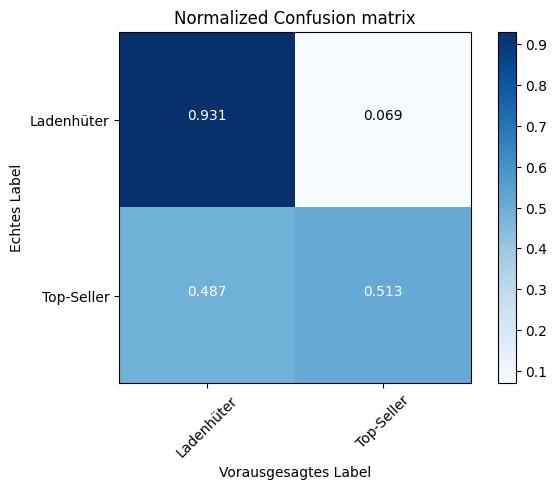 Normalized Confusion matrix
Echtes Label
Ladenhüter
Top-Seller
0.931
0.069
0.487
0.513
Ladenhüter
Top-Seller
Vorausgesagtes Label
0.9
0.8
0.7
0.6
0.5
0.4
0.3
0.2
0.1